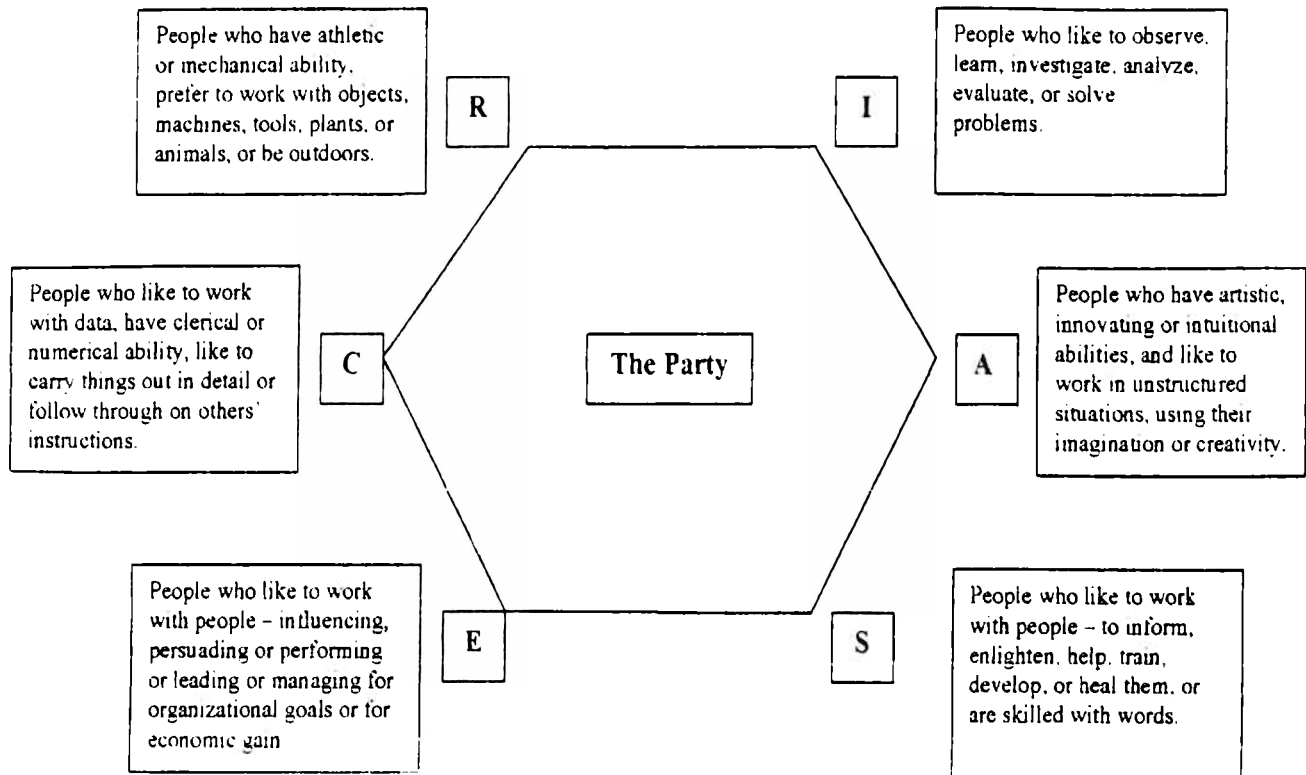 People who have athletic
or mechanical ability,
prefer to work with objects,
machines, tools, plants, or
animals, or be outdoors.
R
I
People who like to observe,
learn, investigate, analyze,
evaluate, or solve
problems.
People who like to work
with data, have clerical or
numerical ability, like to
carry things out in detail or
follow through on others'
instructions.
C
The Party
A
People who have artistic,
innovating or intuitional
abilities, and like to
work in unstructured
situations, using their
imagination or creativity.
People who like to work
with people – influencing,
persuading or performing
or leading or managing for
organizational goals or for
economic gain
E
S
People who like to work
with people – to inform,
enlighten, help, train,
develop, or heal them, or
are skilled with words.